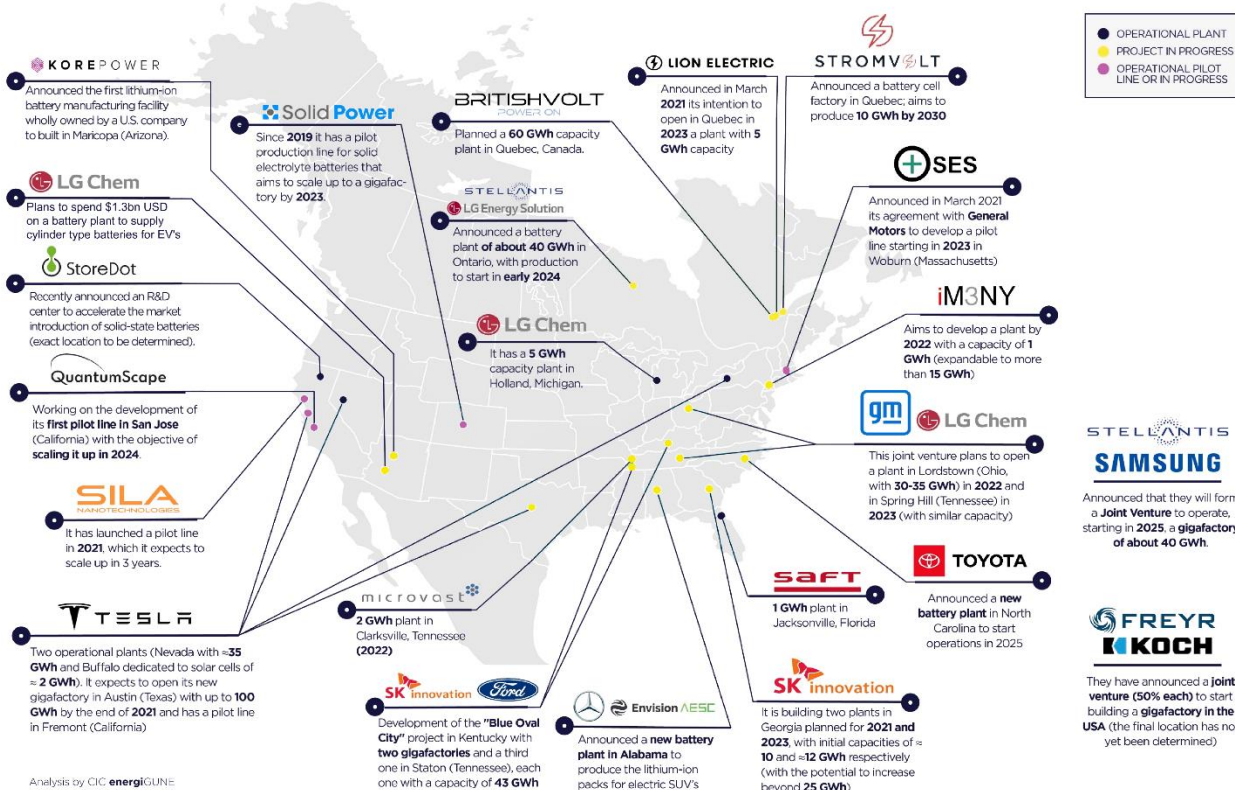 KOREPOWER
Announced the first lithium-ion
battery manufacturing facility
wholly owned by a U.S. company
to built in Maricopa (Arizona).
LG Chem
Plans to spend $1.3bn USD
on a battery plant to supply
cylinder type batteries for EV's
StoreDot
Recently announced an R&D
center to accelerate the market
introduction of solid-state batteries
(exact location to be determined).
QuantumScape
Working on the development of
its first pilot line in San Jose
(California) with the objective of
scaling it up in 2024.
SILA
NANOTECHNOLOGIES
It has launched a pilot line
in 2021, which it expects to
scale up in 3 years.
TESLA
Two operational plants (Nevada with ≈35
GWh and Buffalo dedicated to solar cells of
≈ 2 GWh). It expects to open its new
gigafactory in Austin (Texas) with up to 100
GWh by the end of 2021 and has a pilot line
in Fremont (California)
Analysis by CIC energiGUNE
Solid Power
Since 2019 it has a pilot
production line for solid
electrolyte batteries that
aims to scale up to a gigafac-
tory by 2023.
BRITISHVOLT
POWER ON
Planned a 60 GWh capacity
plant in Quebec, Canada.
STELLANTIS
LG Energy Solution
Announced a battery
plant of about 40 GWh in
Ontario, with production
to start in early 2024
LG Chem
It has a 5 GWh
capacity plant in
Holland, Michigan.
microvast
2 GWh plant in
Clarksville, Tennessee
(2022)
SK innovation
Ford
Development of the "Blue Oval
City" project in Kentucky with
two gigafactories and a third
one in Staton (Tennessee), each
one with a capacity of 43 GWh
Envision AESC
Announced a new battery
plant in Alabama to
produce the lithium-ion
packs for electric SUV's
LION ELECTRIC
Announced in March
2021 its intention to
open in Quebec in
2023 a plant with 5
GWh capacity
STROMVOLT
Announced a battery cell
factory in Quebec; aims to
produce 10 GWh by 2030
SES
Announced in March 2021
its agreement with General
Motors to develop a pilot
line starting in 2023 in
Woburn (Massachusetts)
iM3NY
Aims to develop a plant by
2022 with a capacity of 1
GWh (expandable to more
than 15 GWh)
gm
LG Chem
This joint venture plans to open
a plant in Lordstown (Ohio,
with 30-35 GWh) in 2022 and
in Spring Hill (Tennessee) in
2023 (with similar capacity)
TOYOTA
Announced a new
battery plant in North
Carolina to start
operations in 2025
saft
1 GWh plant in
Jacksonville, Florida
SK innovation
It is building two plants in
Georgia planned for 2021 and
2023, with initial capacities of ≈
10 and ≈12 GWh respectively
(with the potential to increase
beyond 25 GWh)
OPERATIONAL PLANT
PROJECT IN PROGRESS
OPERATIONAL PILOT
LINE OR IN PROGRESS
STELLANTIS
SAMSUNG
Announced that they will form
a Joint Venture to operate,
starting in 2025, a gigafactory
of about 40 GWh.
FREYR
KOCH
They have announced a joint
venture (50% each) to start
building a gigafactory in the
USA (the final location has no
yet been determined)